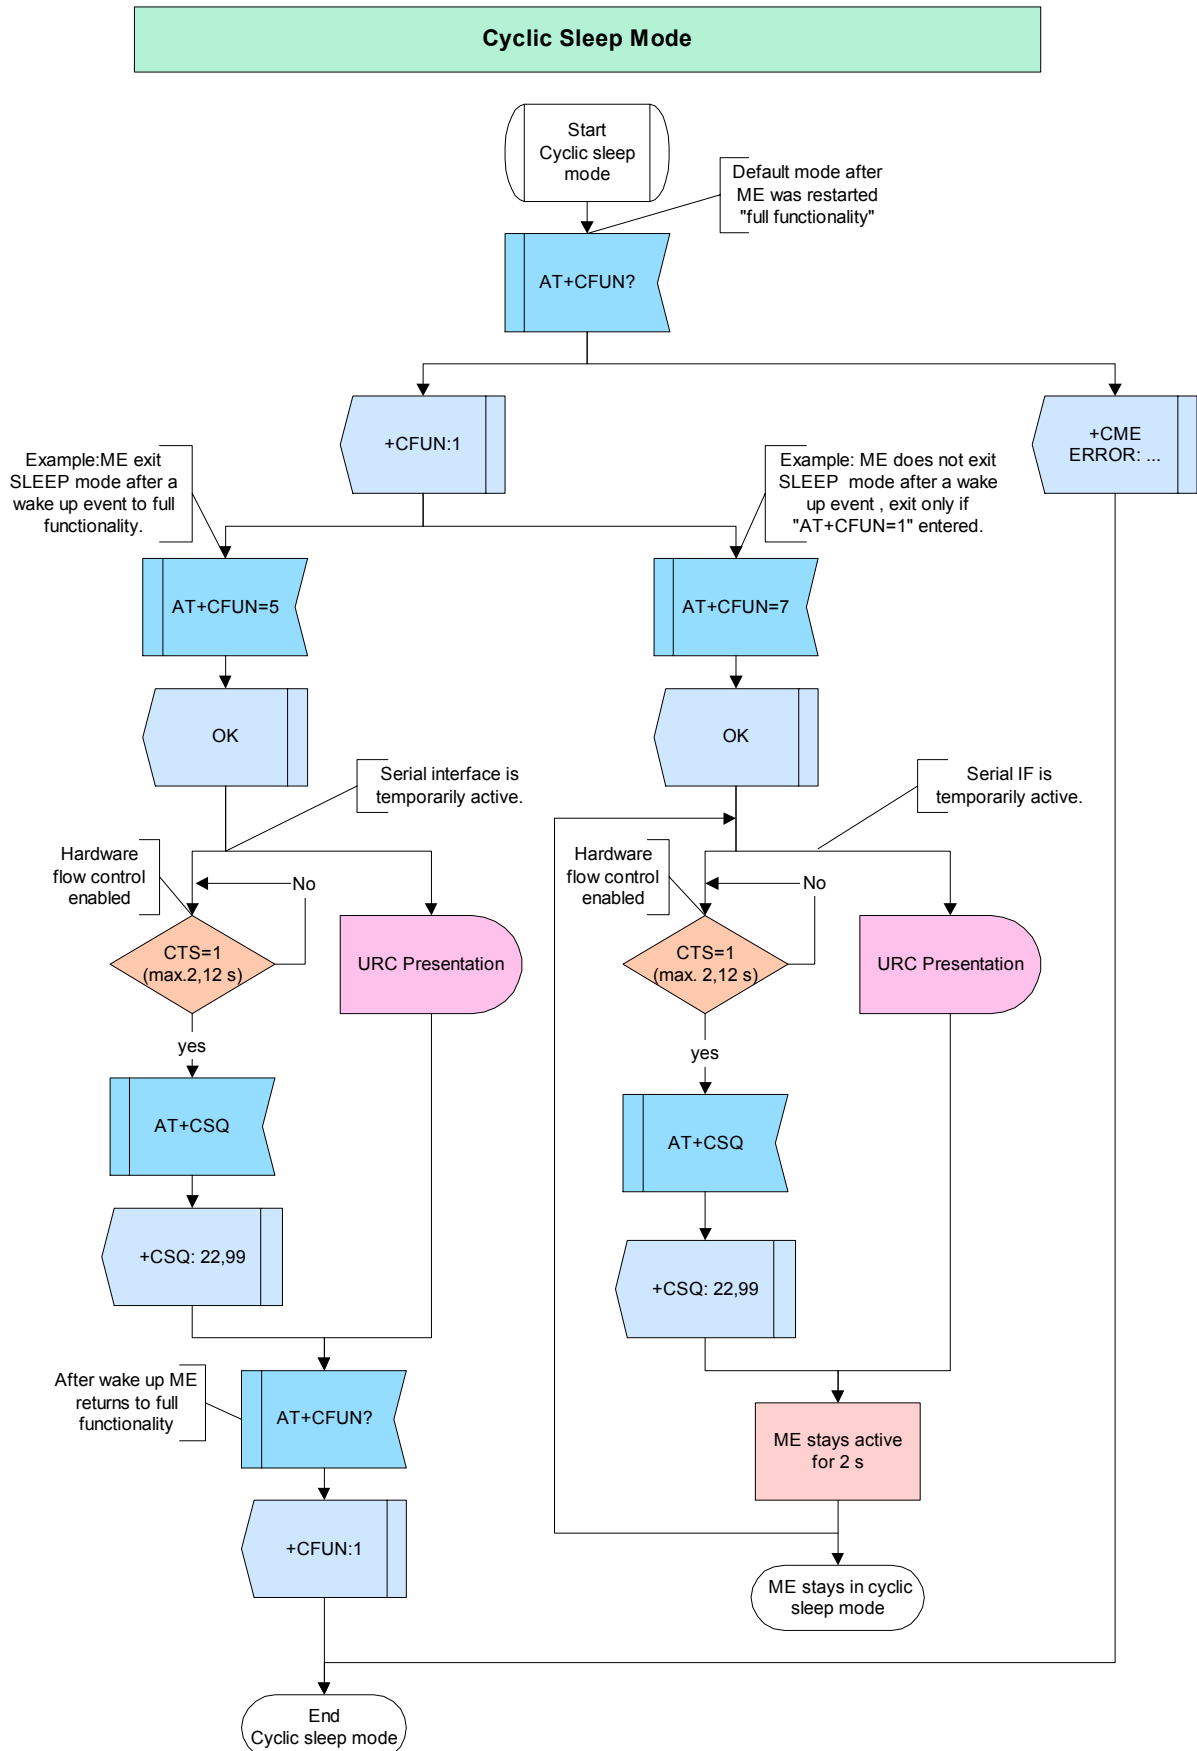 Cyclic Sleep Mode
Start
Cyclic sleep
mode
Default mode after
ME was restarted
"full functionality"
AT+CFUN?
+CFUN:1
+CME
ERROR: ...
Example:ME exit
SLEEP mode after a
wake up event to full
functionality.
Example: ME does not exit
SLEEP mode after a wake
up event , exit only if
"AT+CFUN=1" entered.
AT+CFUN=5
AT+CFUN=7
OK
OK
Serial interface is
temporarily active.
Serial IF is
temporarily active.
Hardware
flow control
enabled
No
Hardware
flow control
enabled
No
CTS=1
(max.2,12 s)
URC Presentation
CTS=1
(max. 2,12 s)
URC Presentation
yes
yes
AT+CSQ
AT+CSQ
+CSQ: 22,99
+CSQ: 22,99
After wake up ME
returns to full
functionality
AT+CFUN?
ME stays active
for 2 s
+CFUN:1
ME stays in cyclic
sleep mode
End
Cyclic sleep mode